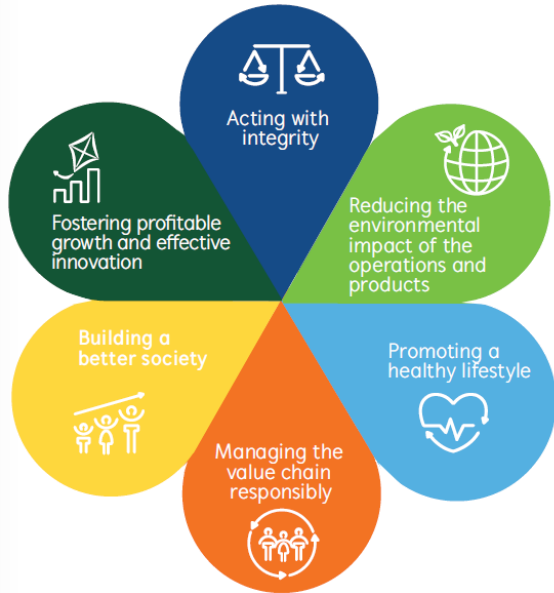 Acting with
integrity
Reducing the
environmental
impact of the
operations and
products
Promoting a
healthy lifestyle
Managing the
value chain
responsibly
Building a
better society
Fostering profitable
growth and effective
innovation